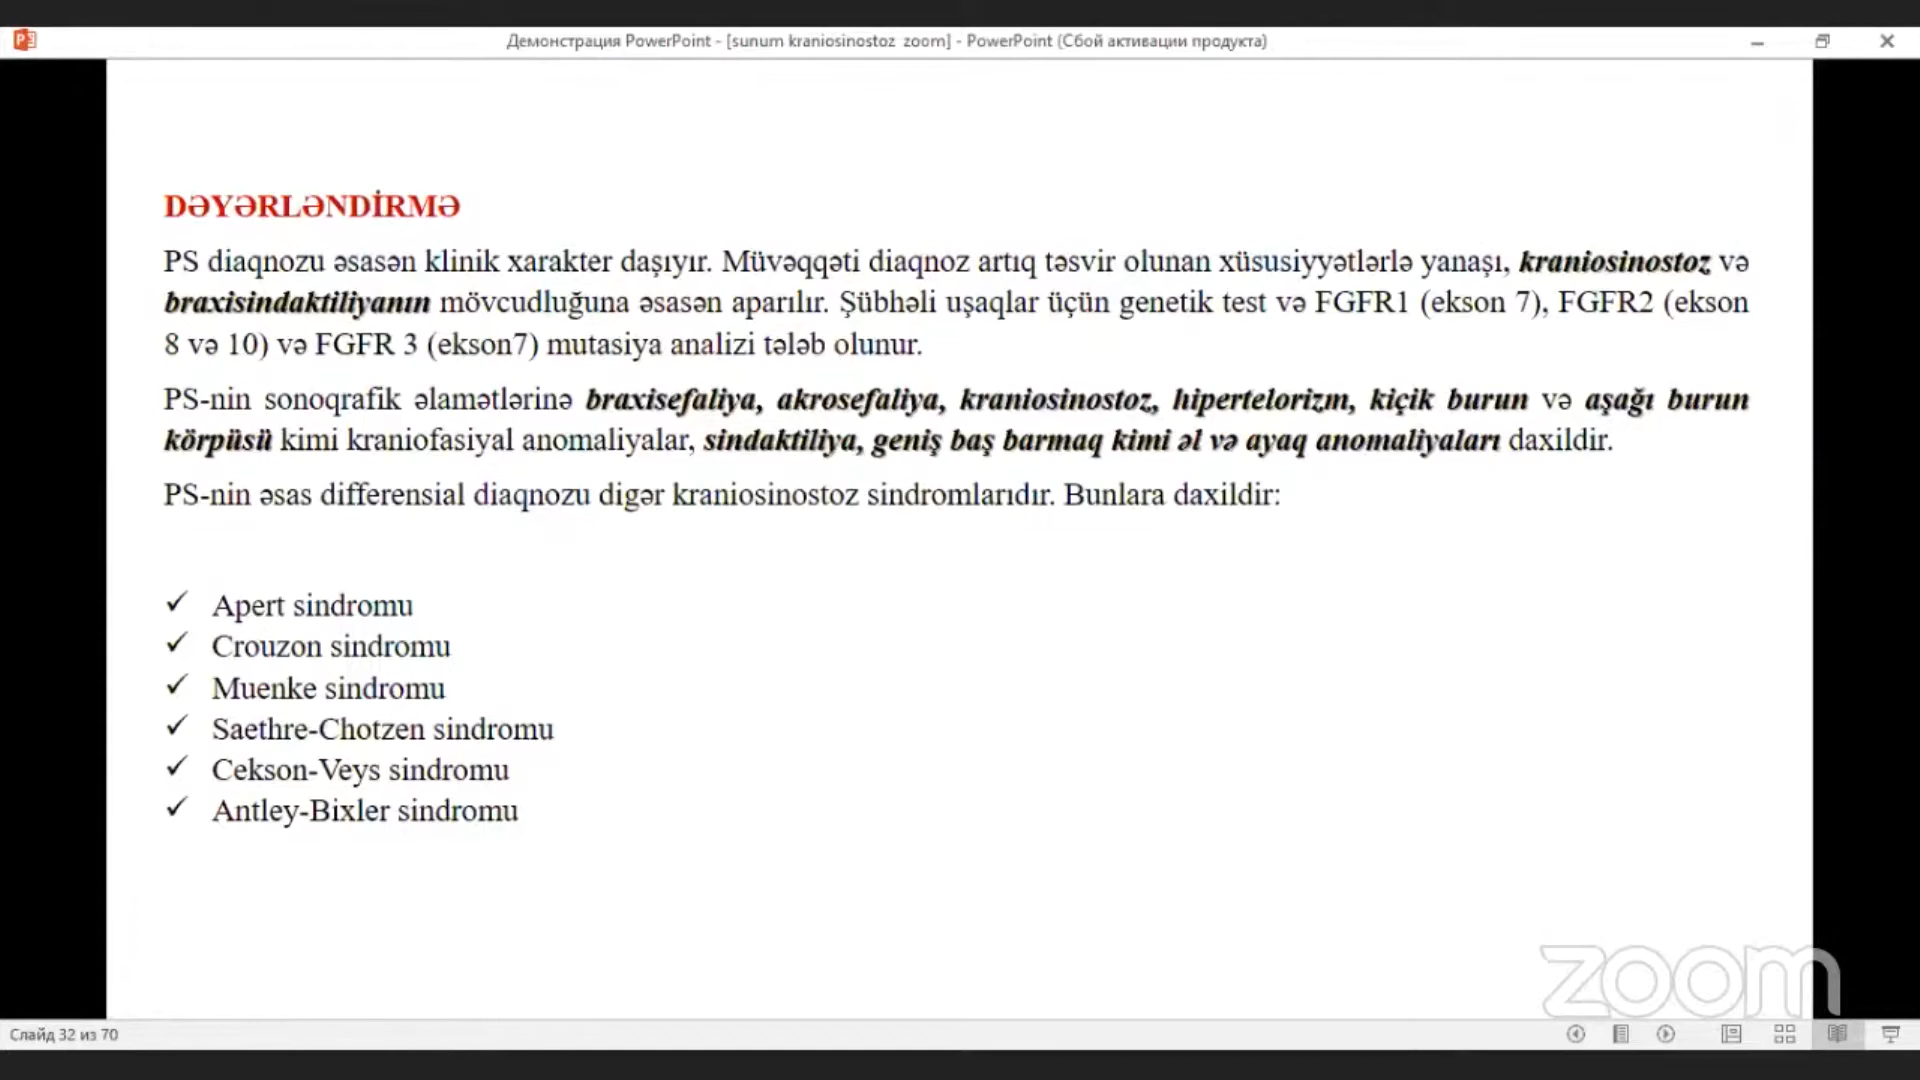 Демонстрация PowerPoint - [sunum kraniosinostoz zoom] - PowerPoint (Сбой активации продукта)
DƏYƏRLƏNDİRMƏ
PS diaqnozu əsasən klinik xarakter daşıyır. Müvəqqəti diaqnoz artıq təsvir olunan xüsusiyyətlərlə yanaşı, kraniosinostoz və
braxisindaktiliyanın mövcudluğuna əsasən aparılır. Şübhəli uşaqlar üçün genetik test və FGFR1 (ekson 7), FGFR2 (ekson
8 və 10) və FGFR 3 (ekson7) mutasiya analizi tələb olunur.
PS-nin sonoqrafik əlamətlərinə braxisefaliya, akrosefaliya, kraniosinostoz, hipertelorizm, kiçik burun və aşağı burun
körpüsü kimi kraniofasiyal anomaliyalar, sindaktiliya, geniş baş barmaq kimi əl və ayaq anomaliyaları daxildir.
PS-nin əsas differensial diaqnozu digər kraniosinostoz sindromlarıdır. Bunlara daxildir:
✓ Apert sindromu
✓ Crouzon sindromu
✓ Muenke sindromu
✓ Saethre-Chotzen sindromu
✓ Cekson-Veys sindromu
✓ Antley-Bixler sindromu
zoom
Слайд 32 из 70